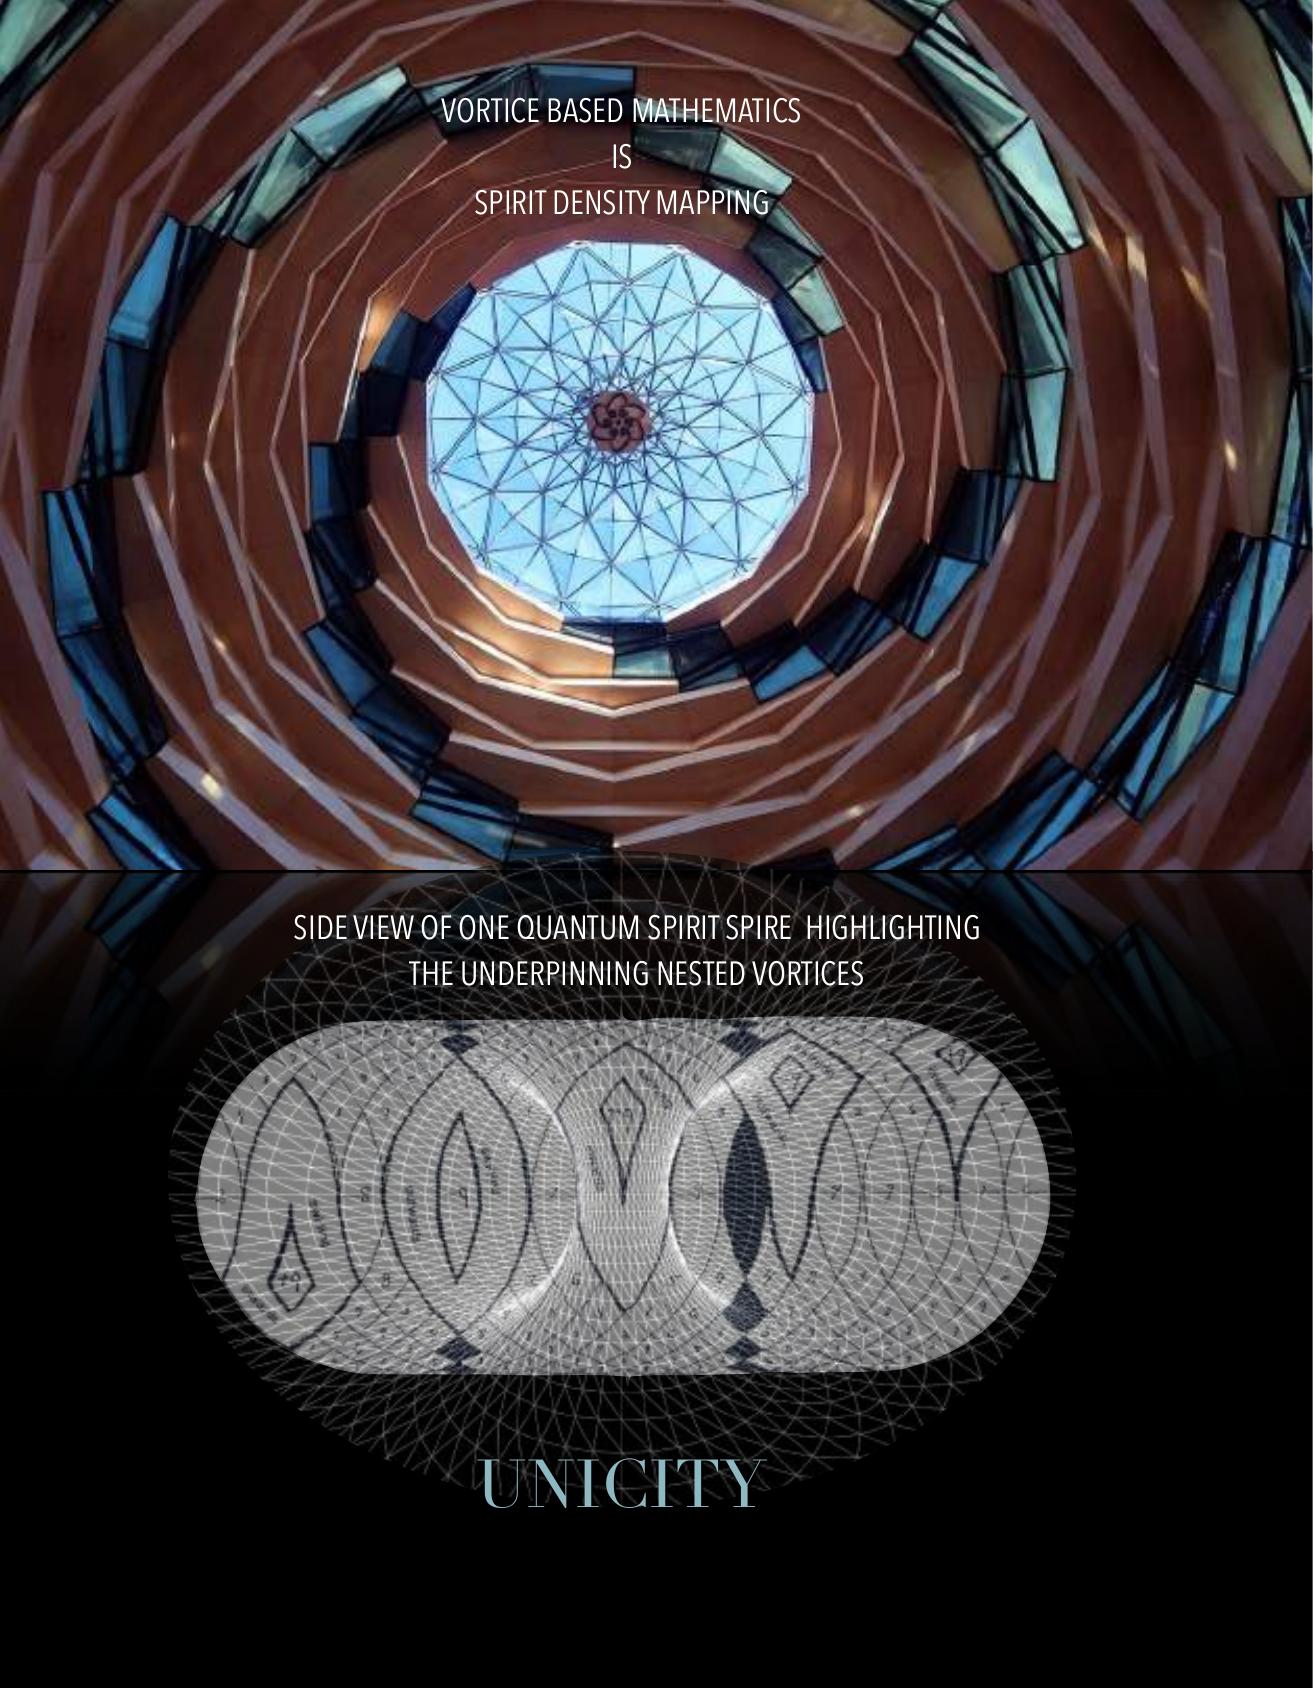 VORTICE BASED MATHEMATICS
IS
SPIRIT DENSITY MAPPING
SIDE VIEW OF ONE QUANTUM SPIRIT SPIRE HIGHLIGHTING
THE UNDERPINNING NESTED VORTICES
UNICITY